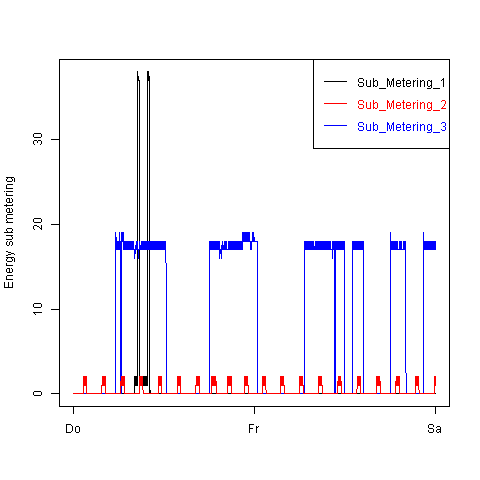 Sub_Metering_1
Sub_Metering_2
Sub_Metering_3
Energy sub metering
30
20
10
0
Do Fr Sa